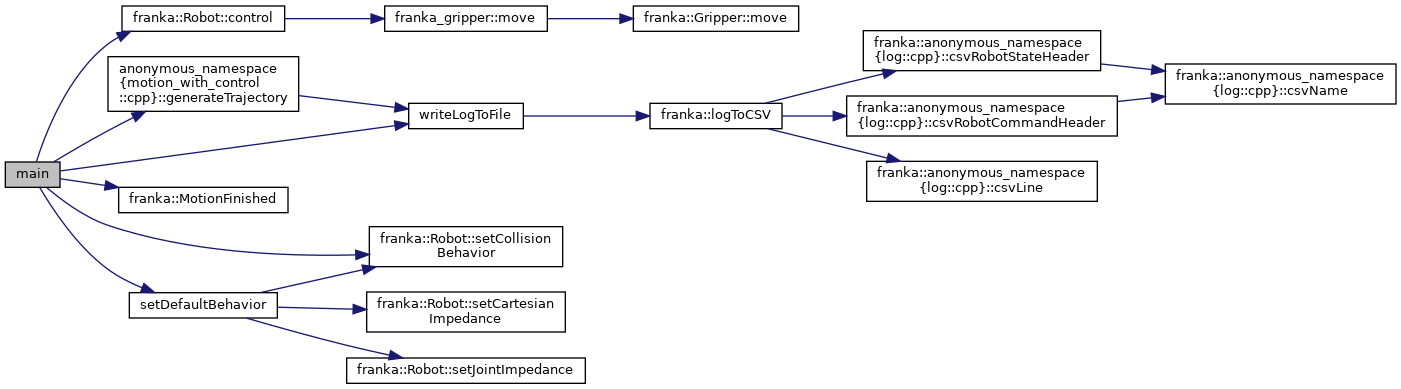 main
franka::Robot::control
franka_gripper::move
franka::Gripper::move
anonymous_namespace
{motion_with_control
::cpp}::generateTrajectory
writeLogToFile
franka::logToCSV
franka::anonymous_namespace
{log::cpp}::csvRobotStateHeader
franka::anonymous_namespace
{log::cpp}::csvName
franka::anonymous_namespace
{log::cpp}::csvRobotCommandHeader
franka::anonymous_namespace
{log::cpp}::csvLine
franka::MotionFinished
franka::Robot::setCollision
Behavior
setDefaultBehavior
franka::Robot::setCartesian
Impedance
franka::Robot::setJointImpedance